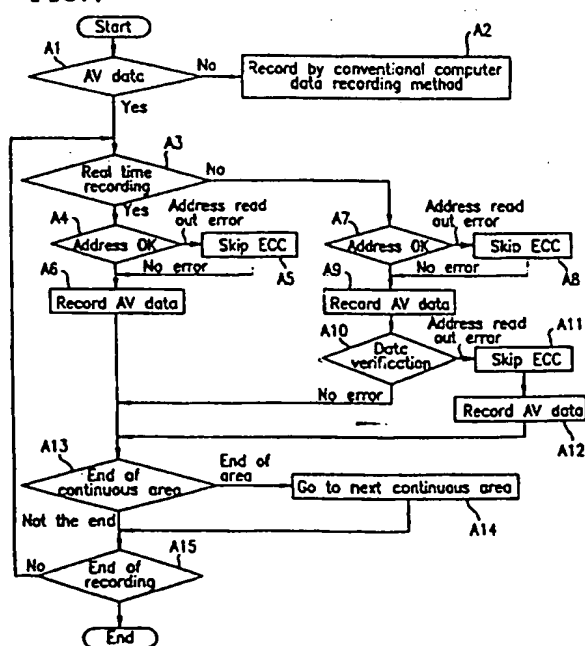 Start
A1
AV data
No
A2
Record by conventional computer
data recording method
Yes
A3
Real time
recording
No
Yes
A4
Address OK
Address read
out error
Skip ECC
A5
No error
A6
Record AV data
A7
Address OK
Address read
out error
Skip ECC
A8
No error
A9
Record AV data
A10
Data
verification
Address read
out error
A11
Skip ECC
No error
Record AV data
A12
A13
End of
continuous area
End of
area
Go to next continuous area
A14
Not the end
A15
No
End of
recording
End